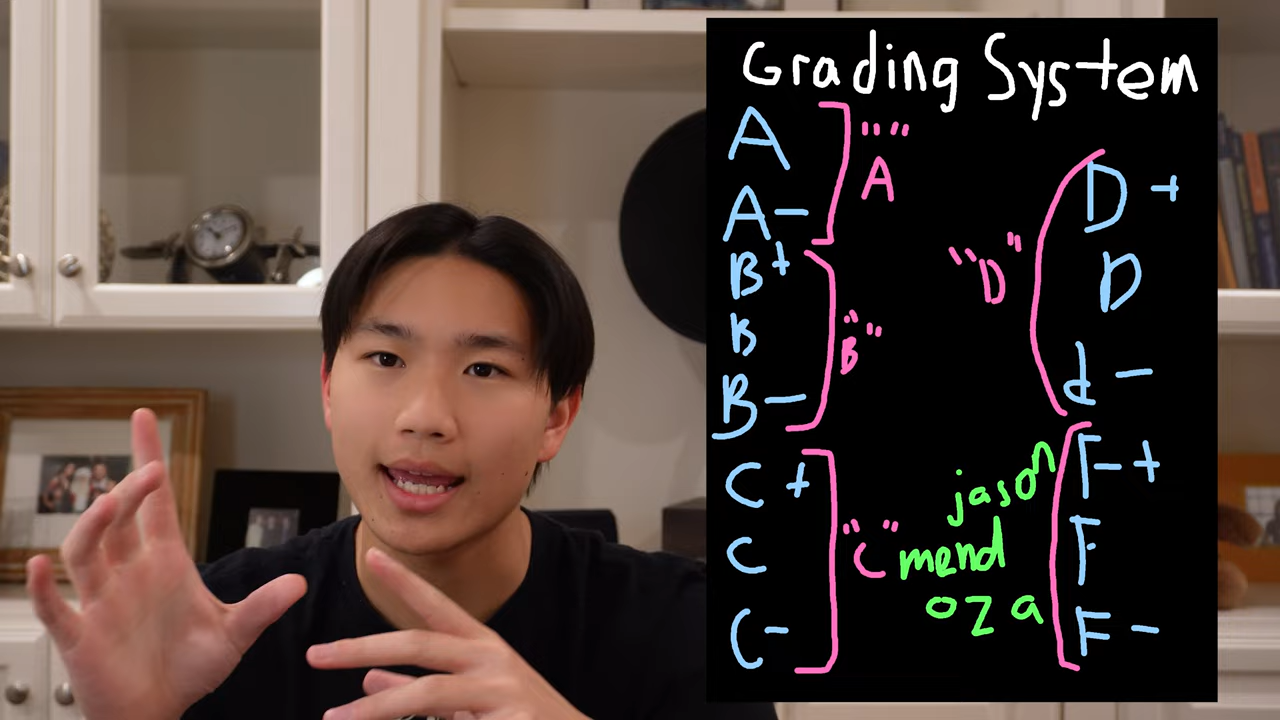 Grading System
A
A-
""
A
B+
B
B-
"B"
C+
C
C-
"C"
D+
D
d-
"D"
F+
F
F-
jason
mend
oza